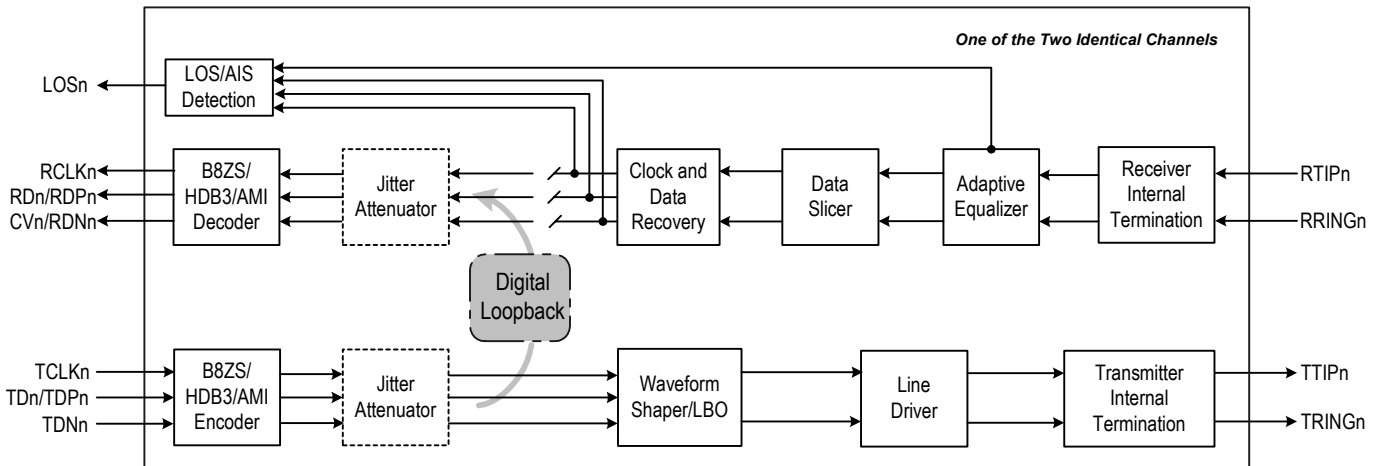 One of the Two Identical Channels
LOSn
LOS/AIS
Detection
RCLKn
RDn/RDPn
CVn/RDNn
B8ZS/
HDB3/AMI
Decoder
Jitter
Attenuator
Clock and
Data
Recovery
Data
Slicer
Adaptive
Equalizer
Receiver
Internal
Termination
RTIPn
RRINGn
Digital
Loopback
TCLKn
TDn/TDPn
TDNn
B8ZS/
HDB3/AMI
Encoder
Jitter
Attenuator
Waveform
Shaper/LBO
Line
Driver
Transmitter
Internal
Termination
TTIPn
TRINGn